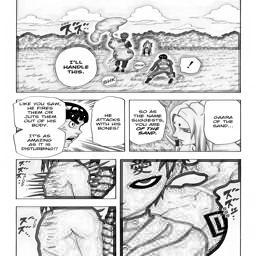 I'LL
HANDLE
THIS.
!
LIKE YOU SAW,
HE FIRES
THEM OR
JUTS THEM
OUT OF HIS
BODY.
IT'S AS
AMAZING
AS IT IS
DISTURBING!!
HE
ATTACKS
WITH HIS
BONES!
SO AS THE
NAME
SUGGESTS,
YOU ARE
OF THE
SAND.
GAARA
OF THE
SAND...